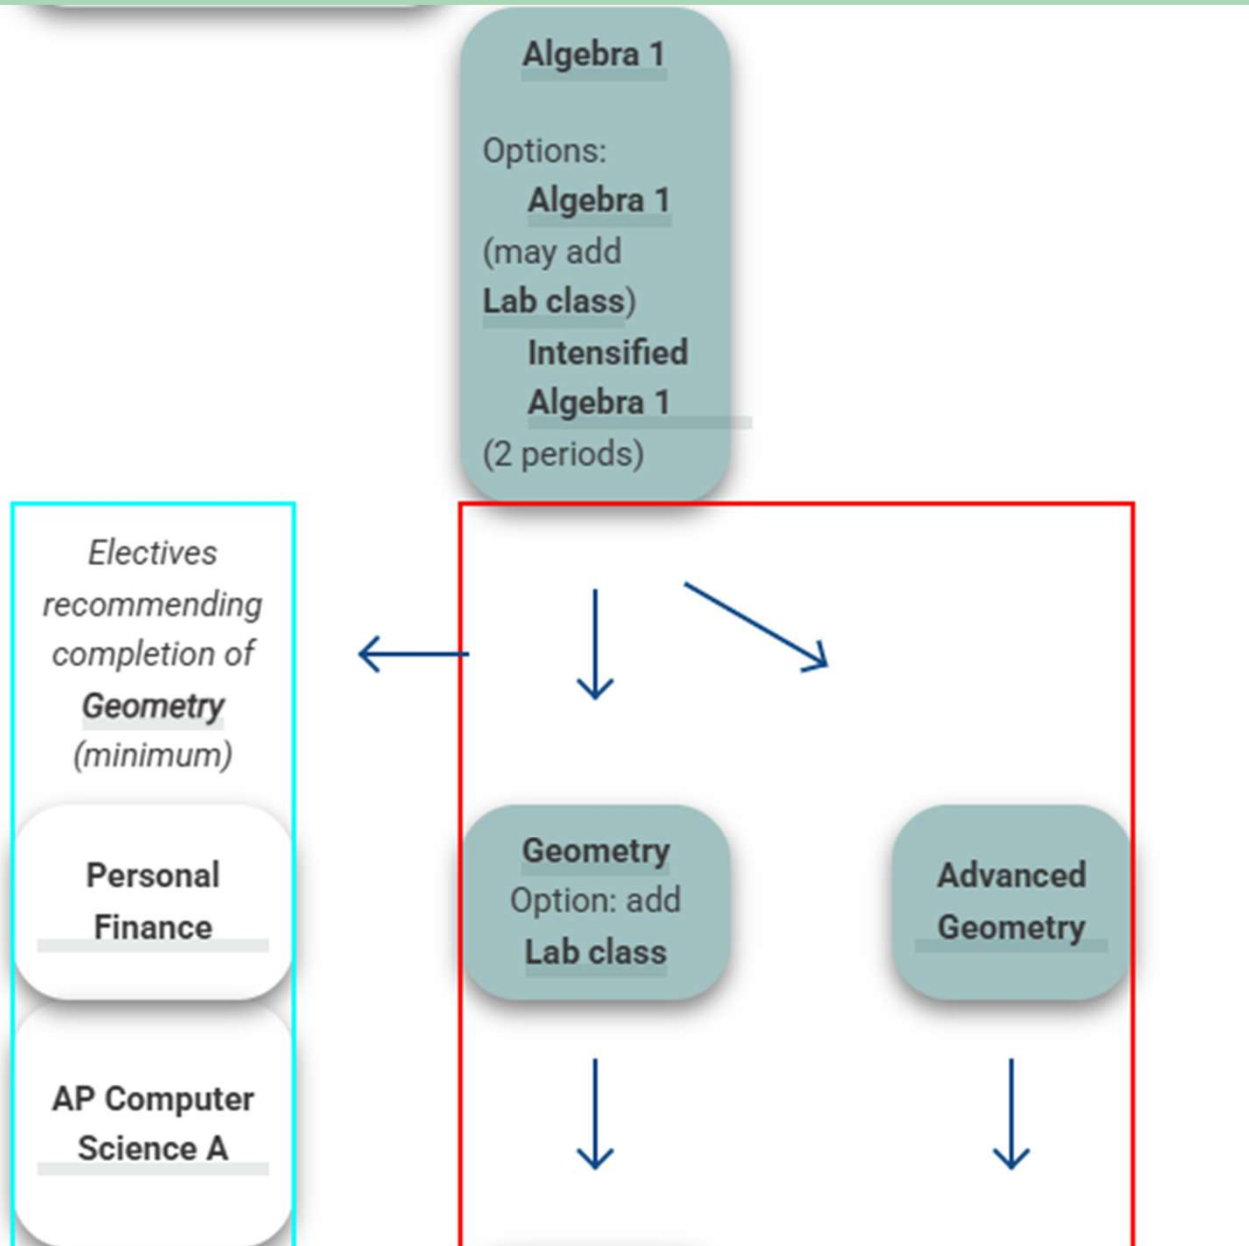 Algebra 1
Options:
Algebra 1
(may add
Lab class)
Intensified
Algebra 1
(2 periods)
Electives
recommending
completion of
Geometry
(minimum)
Personal
Finance
AP Computer
Science A
Geometry
Option: add
Lab class
Advanced
Geometry